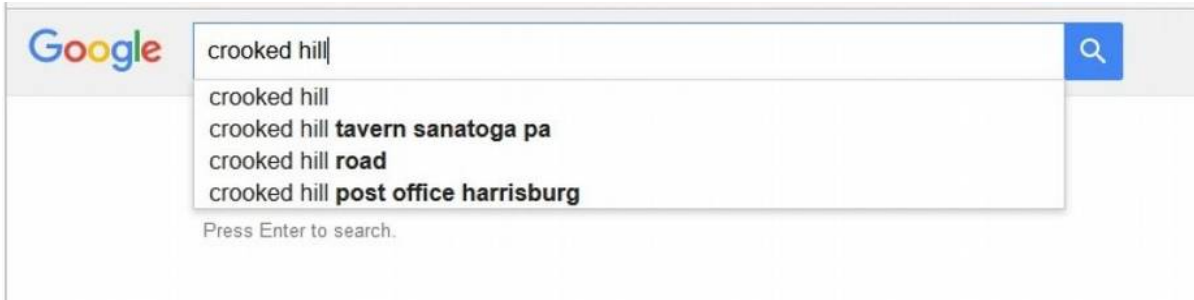 Google crooked hill
crooked hill
crooked hill tavern sanatoga pa
crooked hill road
crooked hill post office harrisburg
Press Enter to search.